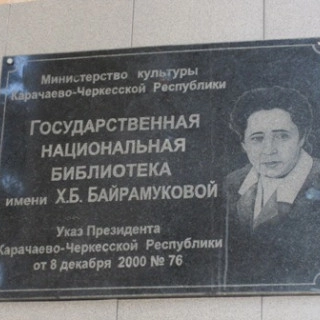 Министерство культуры
Карачаево-Черкесской Республики
ГОСУДАРСТВЕННАЯ
НАЦИОНАЛЬНАЯ
БИБЛИОТЕКА
имени Х.Б. БАЙРАМУКОВОЙ
Указ Президента
Карачаево-Черкесской Республики
от 8 декабря 2000 № 76